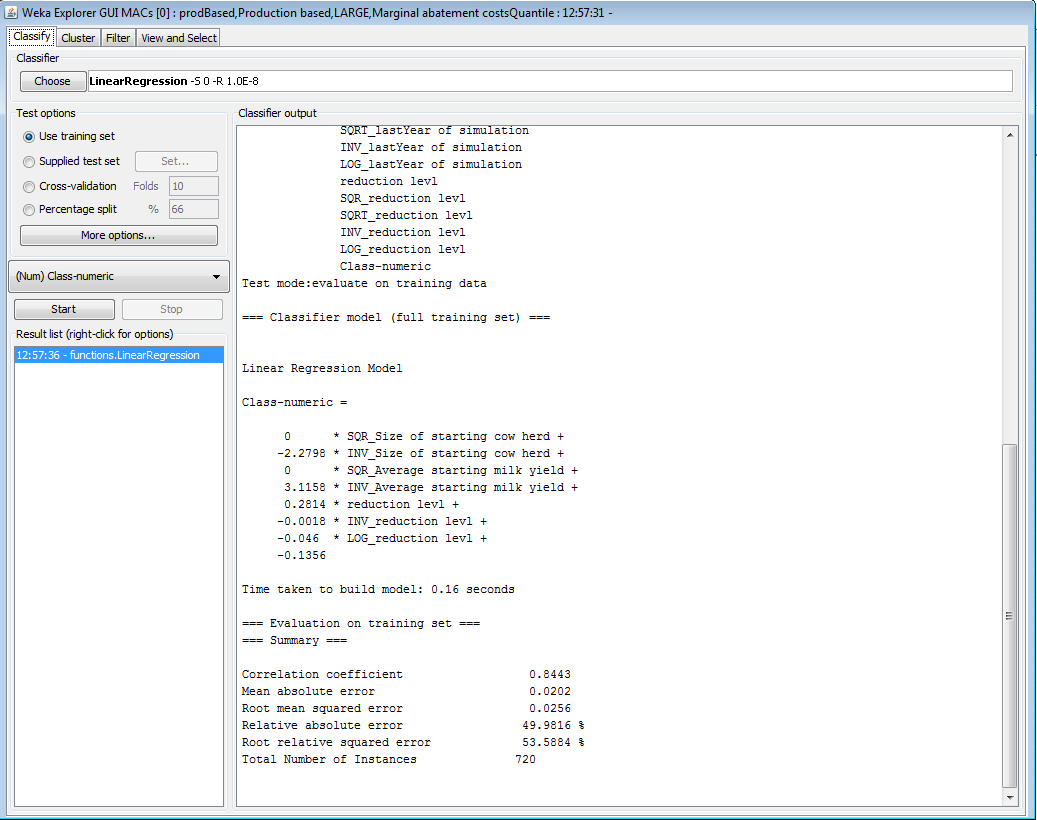 Weka Explorer GUI MACs [0] : prodBased,Production based,LARGE,Marginal abatement costsQuantile : 12:57:31 -
Classify Cluster Filter View and Select
Classifier
Choose LinearRegression -S 0 -R 1.0E-8
Test options
Use training set
Supplied test set Set...
Cross-validation Folds 10
Percentage split % 66
More options...
(Num) Class-numeric
Start Stop
Result list (right-click for options)
12:57:36 - functions.LinearRegression
Classifier output
SQRT_lastYear of simulation
INV_lastYear of simulation
LOG_lastYear of simulation
reduction levl
SQR_reduction levl
SQRT_reduction levl
INV_reduction levl
LOG_reduction levl
Class-numeric
Test mode:evaluate on training data
=== Classifier model (full training set) ===
Linear Regression Model
Class-numeric =
0 * SQR_Size of starting cow herd +
-2.2798 * INV_Size of starting cow herd +
0 * SQR_Average starting milk yield +
3.1158 * INV_Average starting milk yield +
0.2814 * reduction levl +
-0.0018 * INV_reduction levl +
-0.046 * LOG_reduction levl +
-0.1356
Time taken to build model: 0.16 seconds
=== Evaluation on training set ===
=== Summary ===
Correlation coefficient 0.8443
Mean absolute error 0.0202
Root mean squared error 0.0256
Relative absolute error 49.9816 %
Root relative squared error 53.5884 %
Total Number of Instances 720